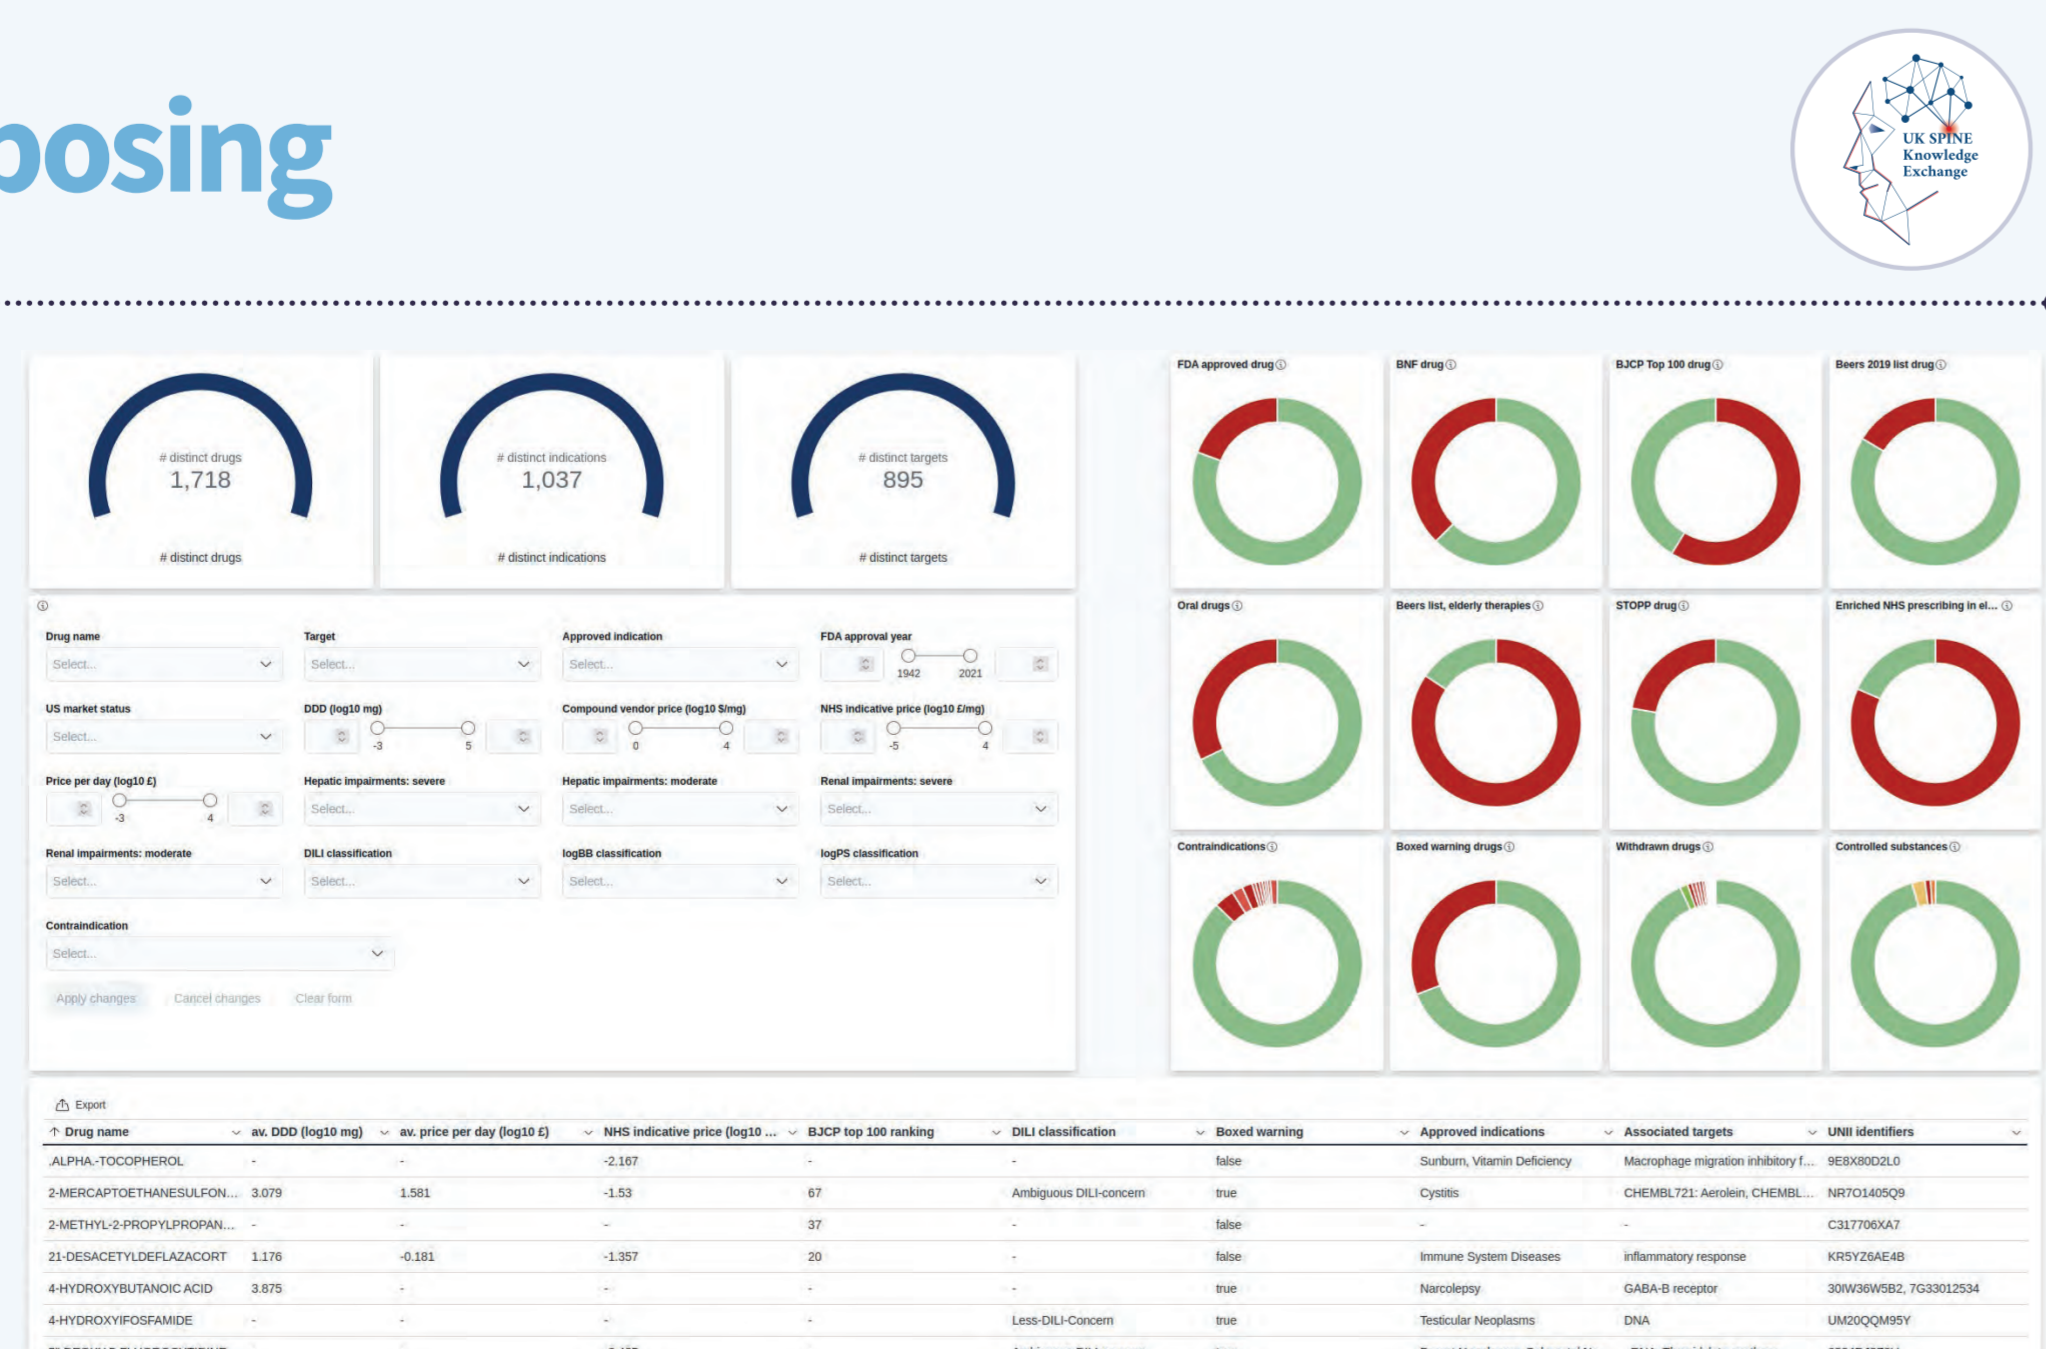 posing
UK SPINE
Knowledge
Exchange
# distinct drugs
1,718
# distinct drugs
# distinct indications
1,037
# distinct indications
# distinct targets
895
# distinct targets
FDA approved drug
BNF drug
BJCP Top 100 drug
Beers 2019 list drug
Oral drugs
Beers list, elderly therapies
STOPP drug
Enriched NHS prescribing in el...
Contraindications
Boxed warning drugs
Withdrawn drugs
Controlled substances
Drug name
Select...
Target
Select...
Approved indication
Select...
FDA approval year
1942 2021
US market status
Select...
DDD (log10 mg)
-3 5
Compound vendor price (log10 $/mg)
0 4
NHS indicative price (log10 £/mg)
-5 4
Price per day (log10 £)
-3 4
Hepatic impairments: severe
Select...
Hepatic impairments: moderate
Select...
Renal impairments: severe
Select...
Renal impairments: moderate
Select...
DILI classification
Select...
logBB classification
Select...
logPS classification
Select...
Contraindication
Select...
Apply changes Cancel changes Clear form
Export
Drug name av. DDD (log10 mg) av. price per day (log10 £) NHS indicative price (log10 ... BJCP top 100 ranking DILI classification Boxed warning Approved indications Associated targets UNII identifiers
.ALPHA.-TOCOPHEROL - - -2.167 - - false Sunburn, Vitamin Deficiency Macrophage migration inhibitory f... 9E8X80D2L0
2-MERCAPTOETHANESULFON... 3.079 1.581 -1.53 67 Ambiguous DILI-concern true Cystitis CHEMBL721: Aerolein, CHEMBL... NR7O1405Q9
2-METHYL-2-PROPYLPROPAN... - - - 37 - false - - C317706XA7
21-DESACETYLDEFLAZACORT 1.176 -0.181 -1.357 20 - false Immune System Diseases inflammatory response KR5YZ6AE4B
4-HYDROXYBUTANOIC ACID 3.875 - - - - true Narcolepsy GABA-B receptor 30IW36W5B2, 7G33012534
4-HYDROXYIFOSFAMIDE - - - - Less-DILI-Concern true Testicular Neoplasms DNA UM20QQM95Y